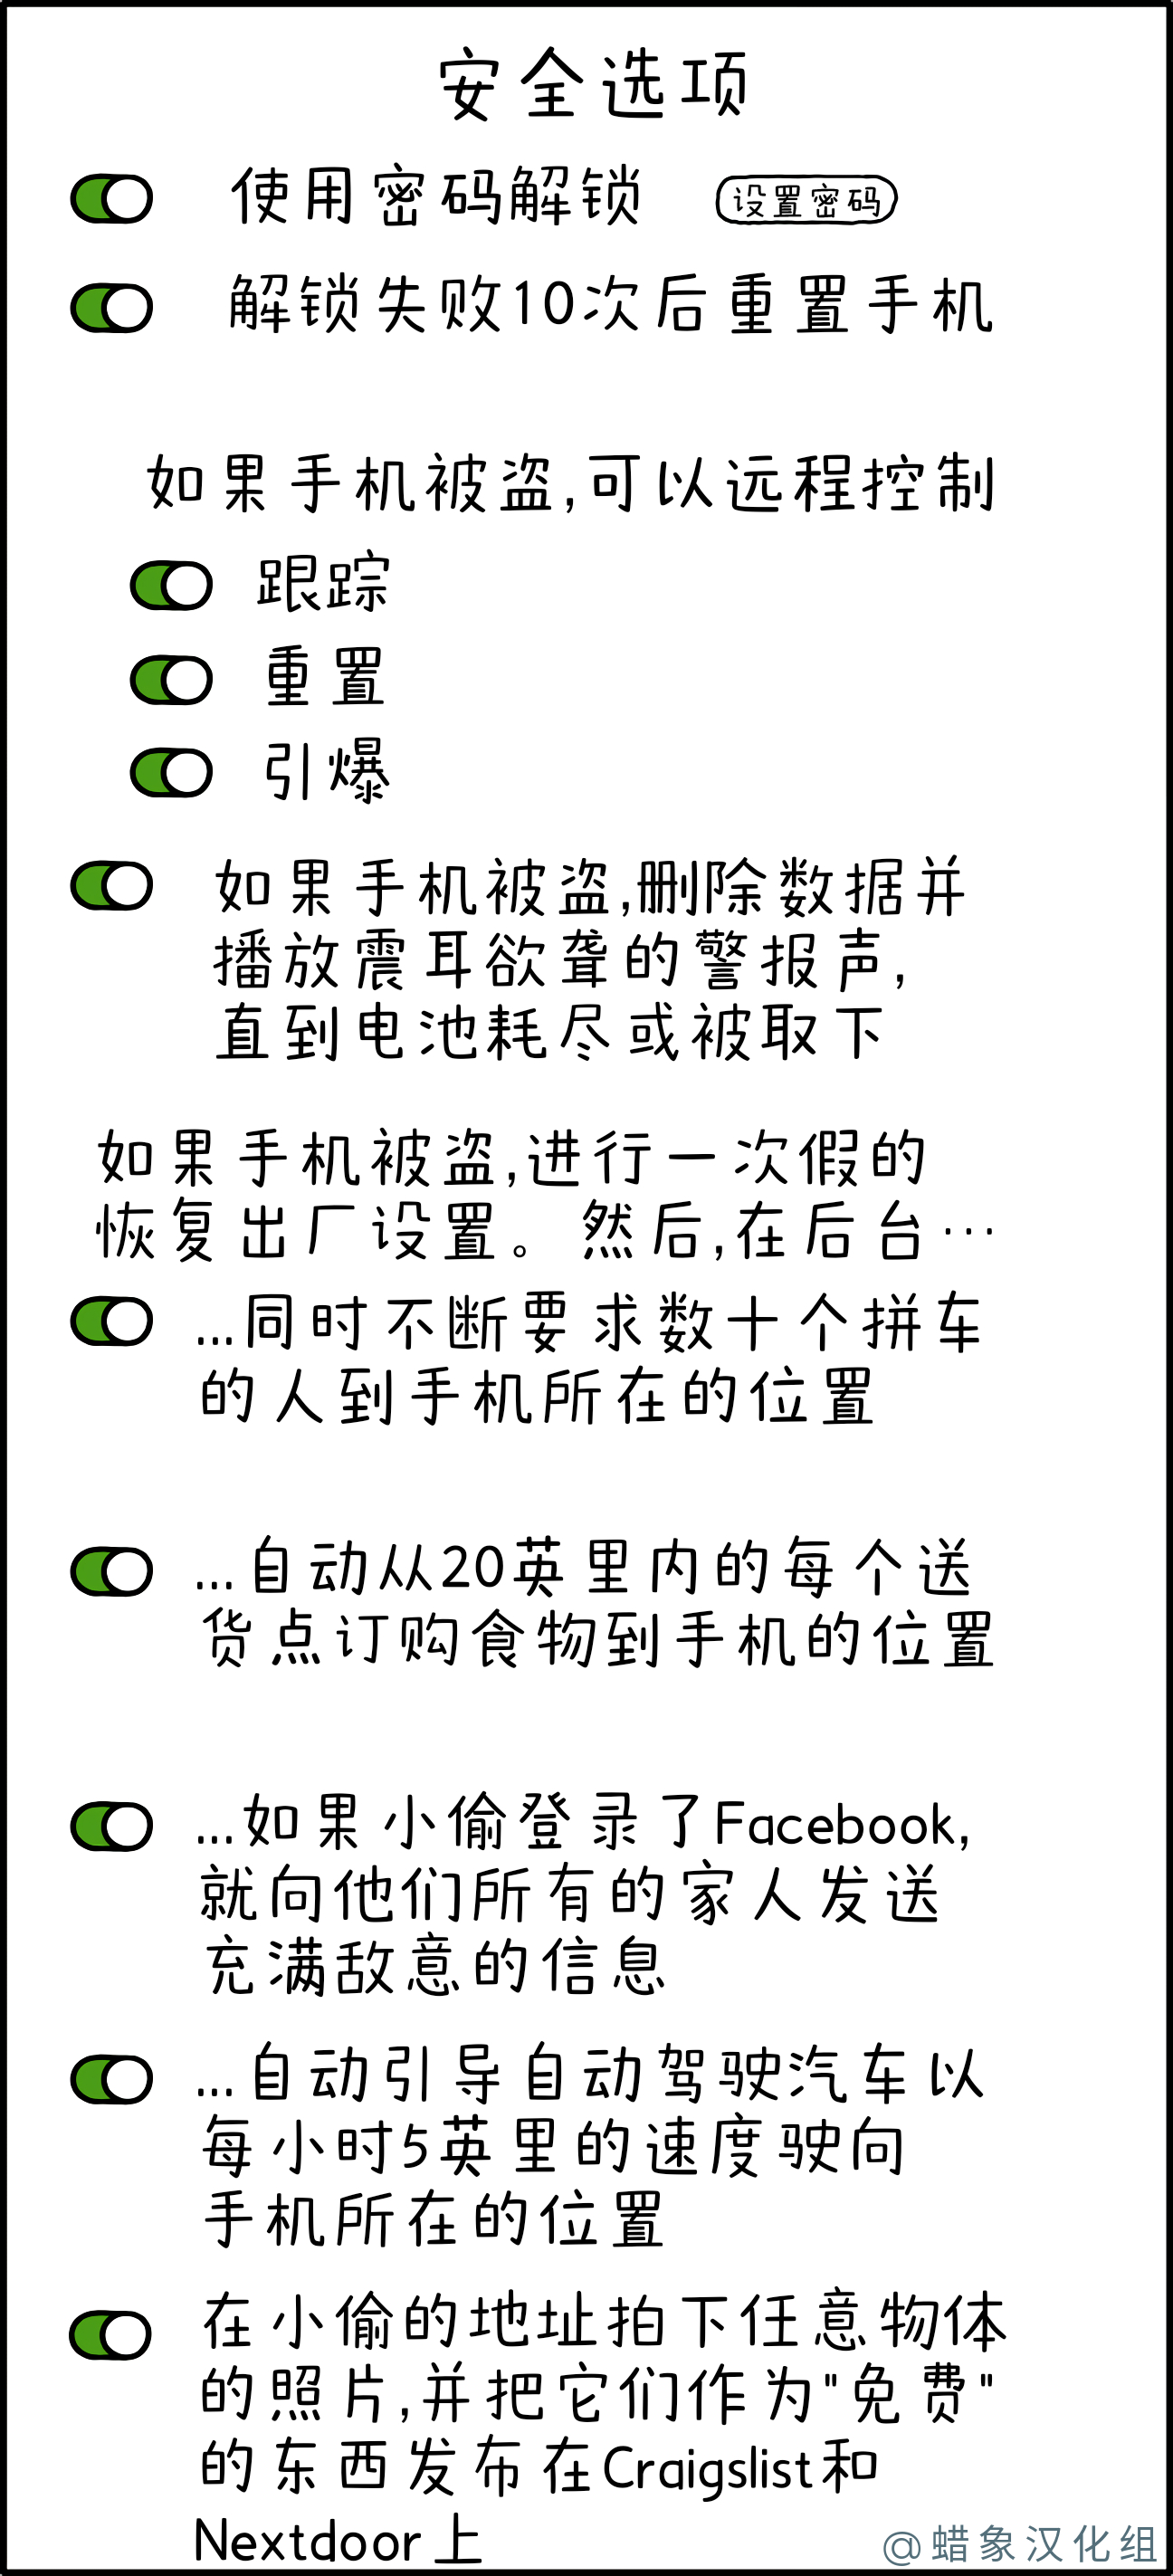 安全选项
使用密码解锁 设置密码
解锁失败10次后重置手机
如果手机被盗,可以远程控制
跟踪
重置
引爆
如果手机被盗,删除数据并
播放震耳欲聋的警报声,
直到电池耗尽或被取下
如果手机被盗,进行一次假的
恢复出厂设置。然后,在后台…
...同时不断要求数十个拼车
的人到手机所在的位置
...自动从20英里内的每个送
货点订购食物到手机的位置
...如果小偷登录了Facebook,
就向他们所有的家人发送
充满敌意的信息
...自动引导自动驾驶汽车以
每小时5英里的速度驶向
手机所在的位置
在小偷的地址拍下任意物体
的照片,并把它们作为"免费"
的东西发布在Craigslist和
Nextdoor上
@蜡象汉化组